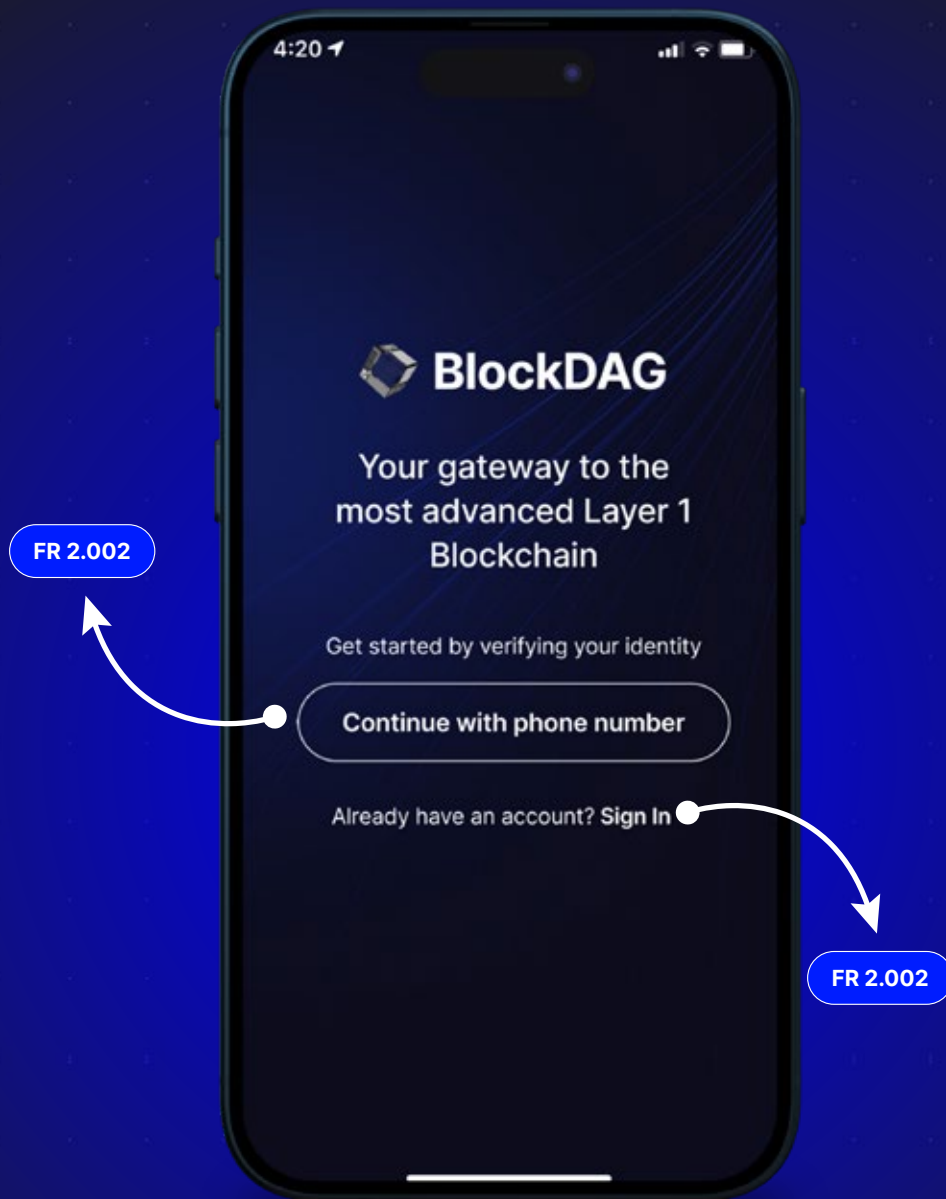 4:20
BlockDAG
Your gateway to the
most advanced Layer 1
Blockchain
FR 2.002
Get started by verifying your identity
Continue with phone number
Already have an account? Sign In
FR 2.002